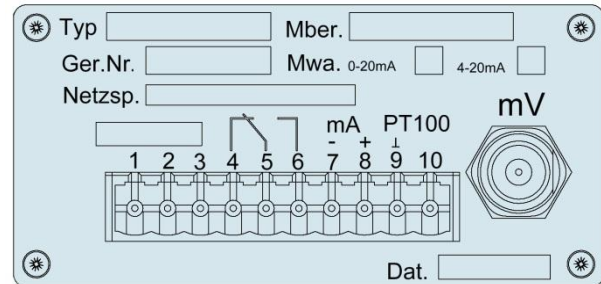 Typ Mber.
Ger.Nr. Mwa. 0-20mA 4-20mA
Netzsp.
mV
mA PT100
- + ⊥
1 2 3 4 5 6 7 8 9 10
Dat.